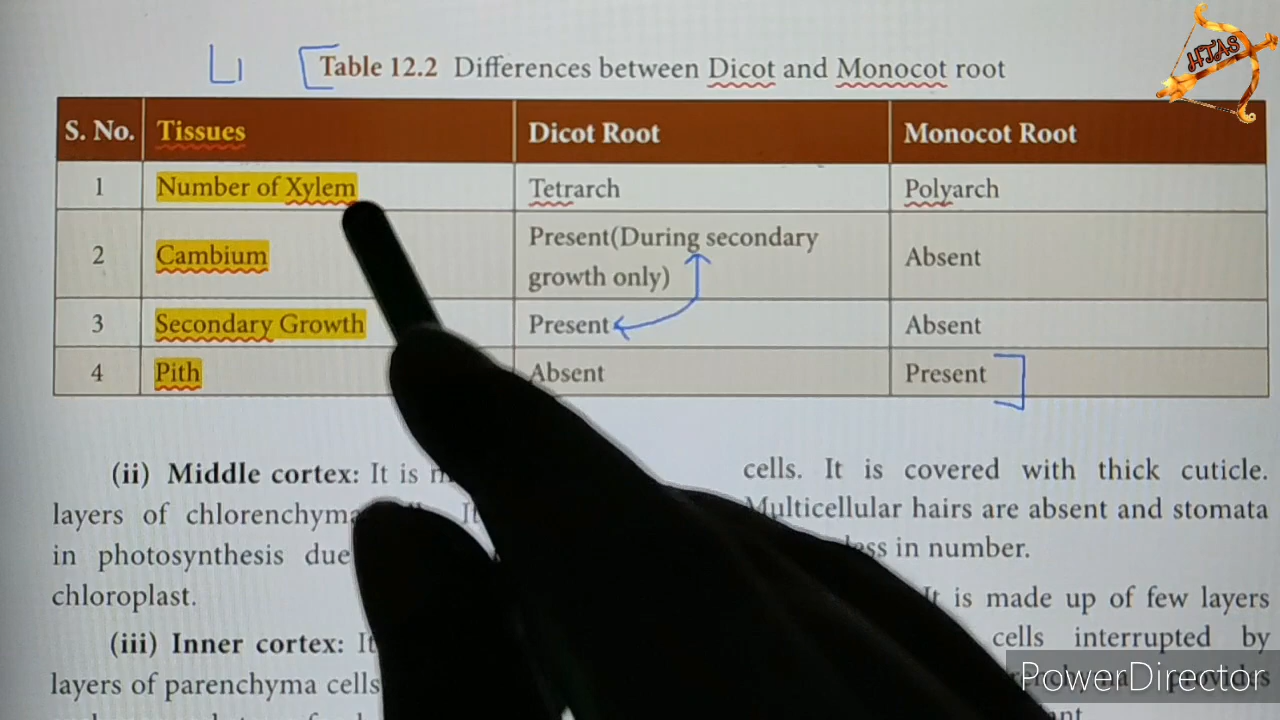 HTAS
Table 12.2 Differences between Dicot and Monocot root
S. No. Tissues Dicot Root Monocot Root
1 Number of Xylem Tetrarch Polyarch
2 Cambium Present(During secondary growth only) Absent
3 Secondary Growth Present Absent
4 Pith Absent Present
(ii) Middle cortex: It is
layers of chlorenchyma
in photosynthesis due
chloroplast.
(iii) Inner cortex: It
layers of parenchyma cells
cells. It is covered with thick cuticle.
Multicellular hairs are absent and stomata
less in number.
It is made up of few layers
cells interrupted by
provides
PowerDirector